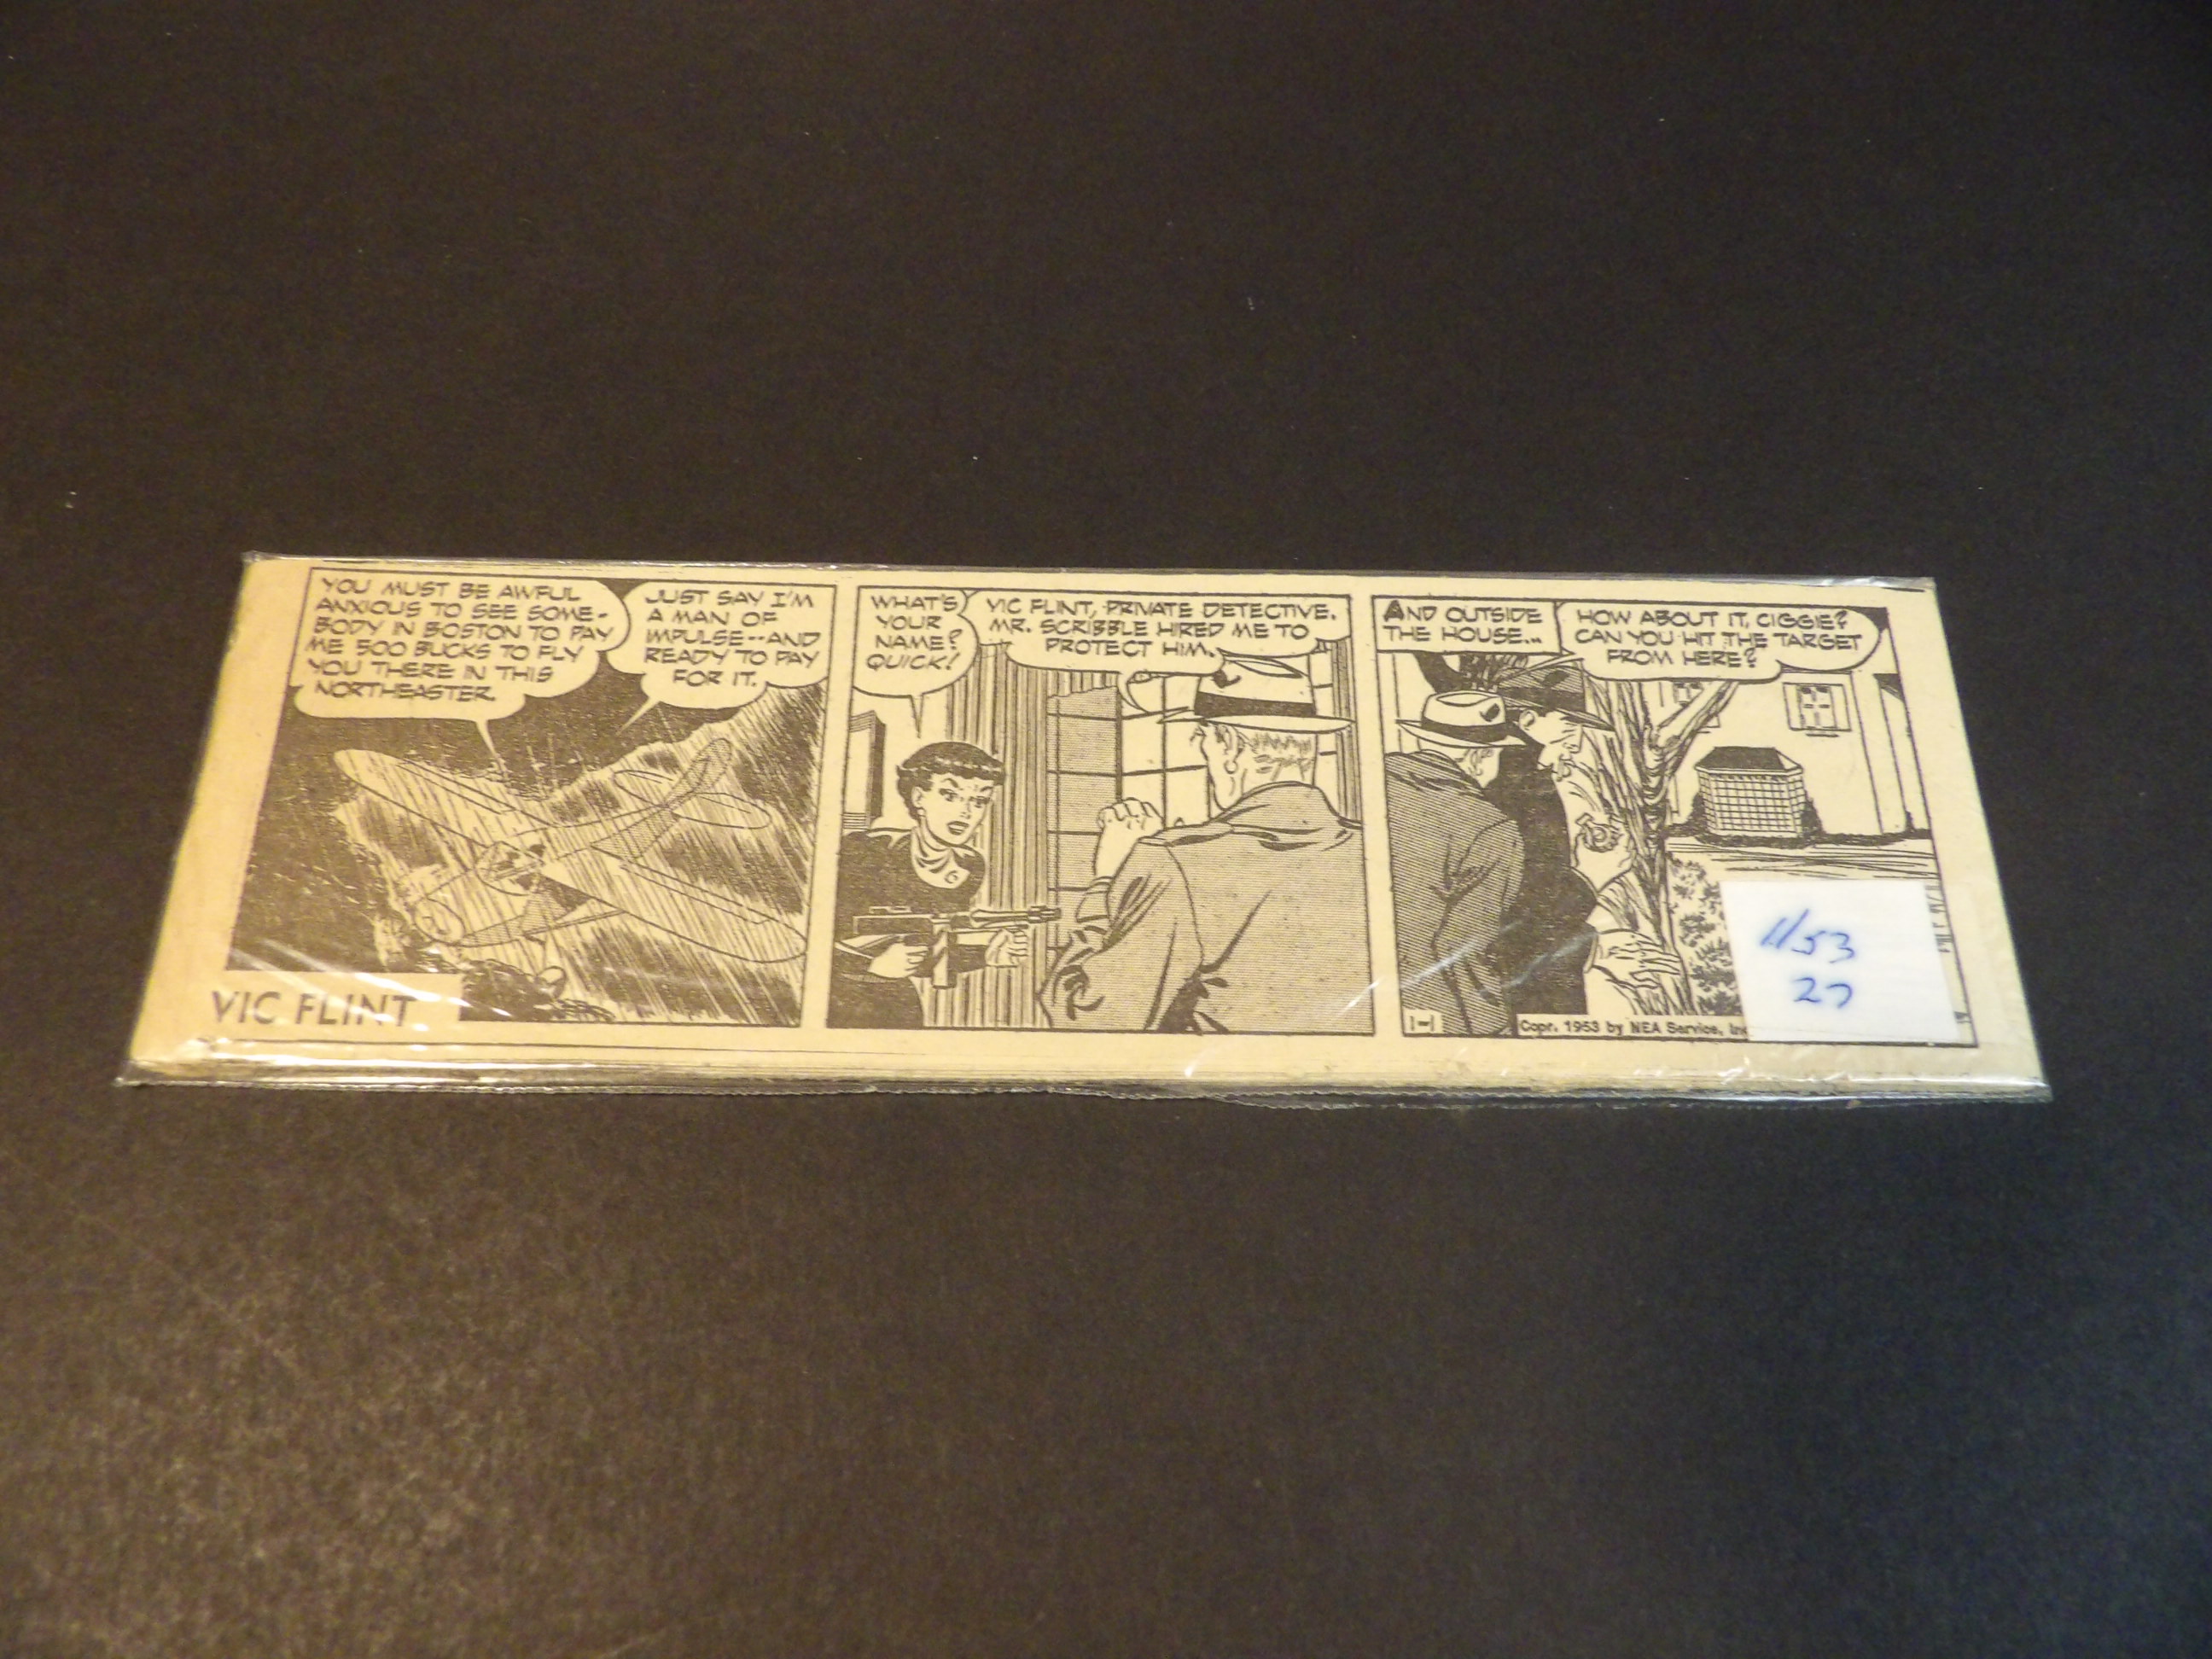 YOU MUST BE AWFUL
ANXIOUS TO SEE SOME-
BODY IN BOSTON TO PAY
ME 500 BUCKS TO FLY
YOU THERE IN THIS
NORTHEASTER.
JUST SAY I'M
A MAN OF
IMPULSE--AND
READY TO PAY
FOR IT.
VIC FLINT
WHAT'S
YOUR
NAME?
QUICK!
VIC FLINT, PRIVATE DETECTIVE.
MR. SCRIBBLE HIRED ME TO
PROTECT HIM.
AND OUTSIDE
THE HOUSE...
HOW ABOUT IT, CIGGIE?
CAN YOU HIT THE TARGET
FROM HERE?
1-1
Copr. 1953 by NEA Service, Inc
1/53
27